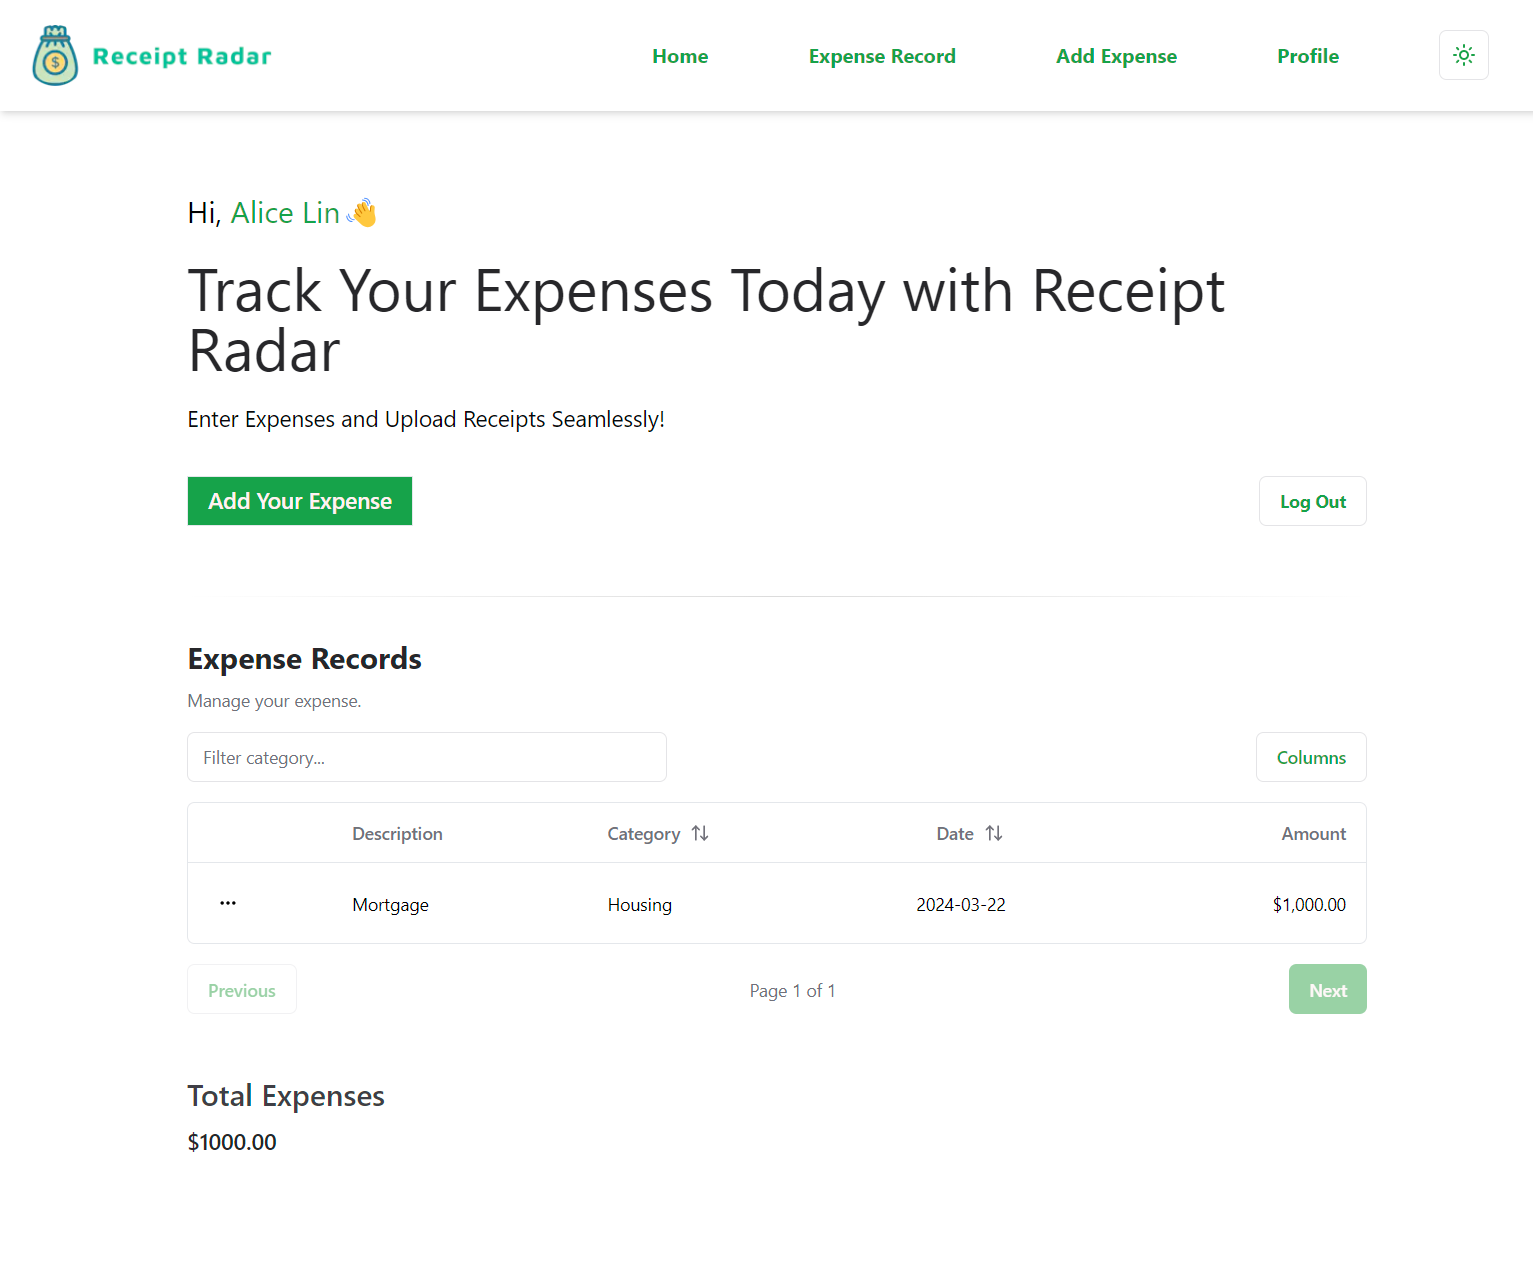 Receipt Radar
Home
Expense Record
Add Expense
Profile
Hi, Alice Lin
Track Your Expenses Today with Receipt
Radar
Enter Expenses and Upload Receipts Seamlessly!
Add Your Expense
Log Out
Expense Records
Manage your expense.
Filter category...
Columns
Description Category Date Amount
Mortgage Housing 2024-03-22 $1,000.00
Previous
Page 1 of 1
Next
Total Expenses
$1000.00